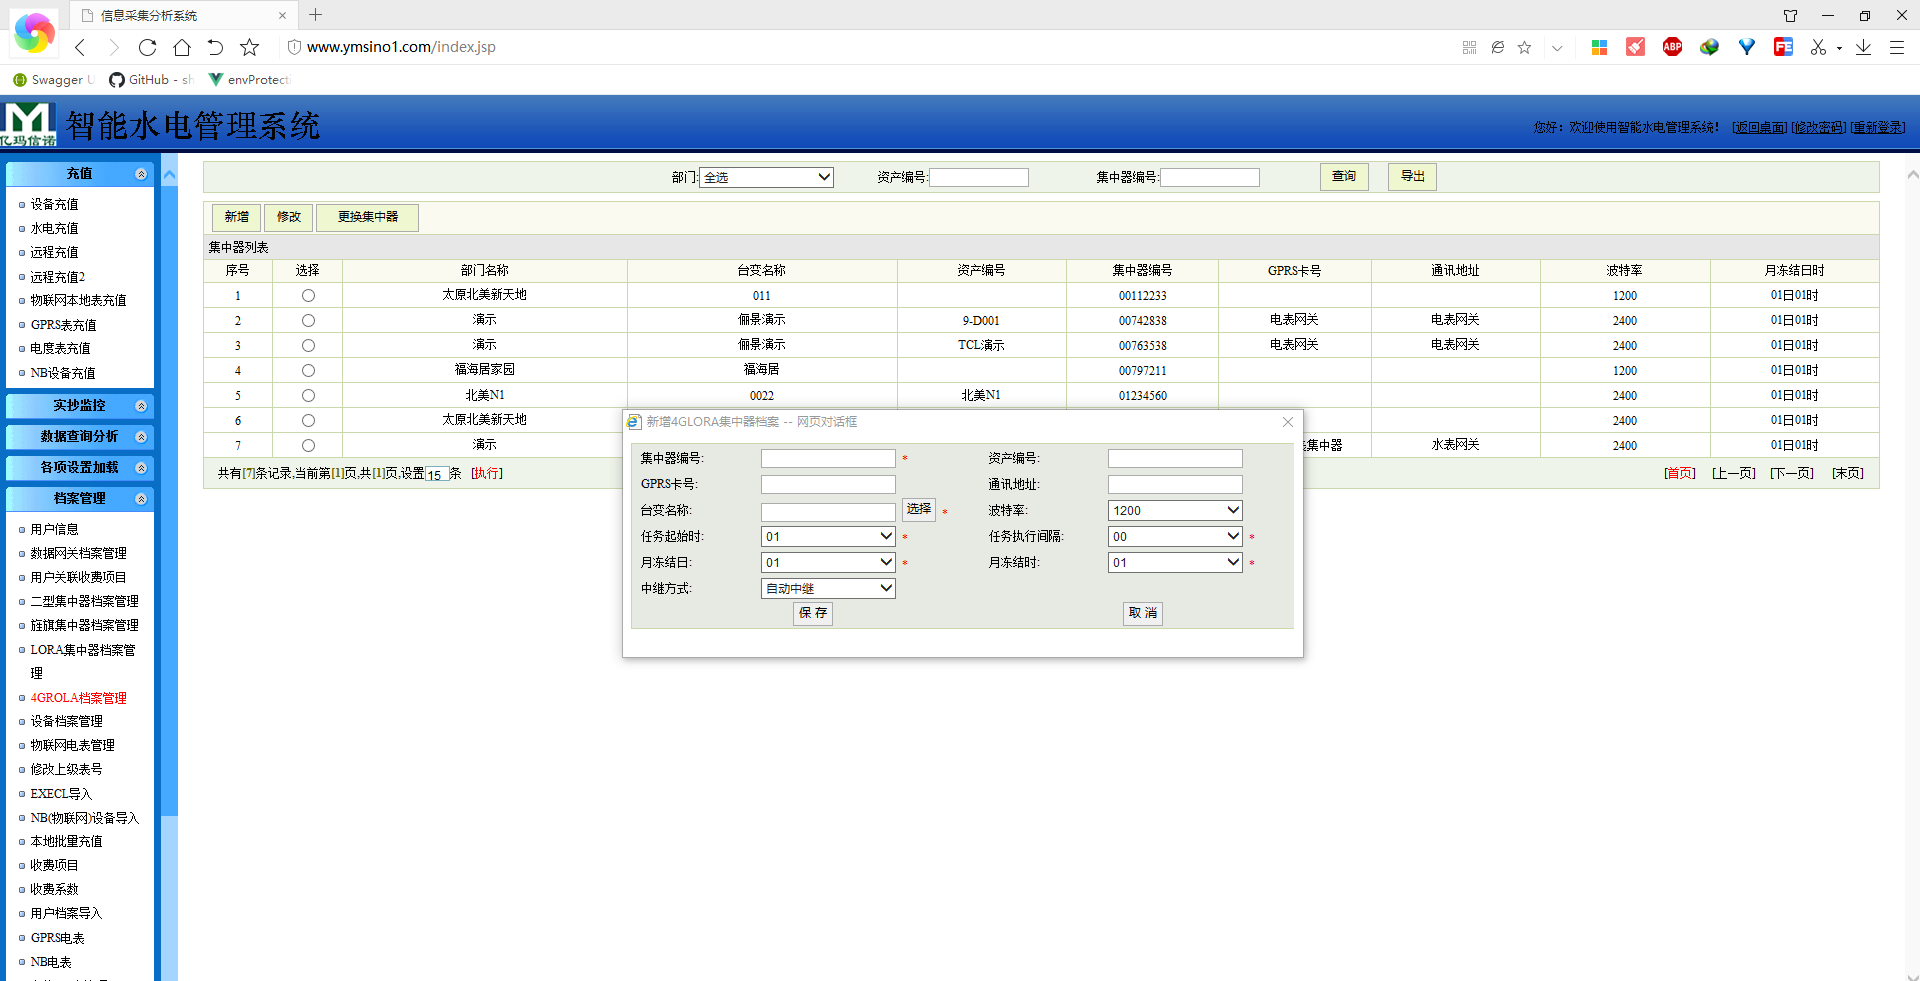 信息采集分析系统
www.ymsino1.com/index.jsp
Swagger U GitHub - sh envProtecti
亿玛信诺
智能水电管理系统
您好：欢迎使用智能水电管理系统! [返回桌面] [修改密码] [重新登录]
充值
设备充值
水电充值
远程充值
远程充值2
物联网本地表充值
GPRS表充值
电度表充值
NB设备充值
实抄监控
数据查询分析
各项设置加载
档案管理
用户信息
数据网关档案管理
用户关联收费项目
二型集中器档案管理
旌旗集中器档案管理
LORA集中器档案管
理
4GROLA档案管理
设备档案管理
物联网电表管理
修改上级表号
EXECL导入
NB(物联网)设备导入
本地批量充值
收费项目
收费系数
用户档案导入
GPRS电表
NB电表
部门: 全选 资产编号: 集中器编号: 查询 导出
新增 修改 更换集中器
集中器列表
序号 选择 部门名称 台变名称 资产编号 集中器编号 GPRS卡号 通讯地址 波特率 月冻结日时
1 太原北美新天地 011 00112233 1200 01日01时
2 演示 俪景演示 9-D001 00742838 电表网关 电表网关 2400 01日01时
3 演示 俪景演示 TCL演示 00763538 电表网关 电表网关 2400 01日01时
4 福海居家园 福海居 00797211 1200 01日01时
5 北美N1 0022 北美N1 01234560 2400 01日01时
6 太原北美新天地 2400 01日01时
7 演示 集中器 水表网关 2400 01日01时
共有[7]条记录,当前第[1]页,共[1]页,设置 15 条 [执行] [首页] [上一页] [下一页] [末页]
新增4GLORA集中器档案 -- 网页对话框
集中器编号: * 资产编号:
GPRS卡号: 通讯地址:
台变名称: 选择 * 波特率: 1200
任务起始时: 01 * 任务执行间隔: 00 *
月冻结日: 01 * 月冻结时: 01 *
中继方式: 自动中继
保 存 取 消